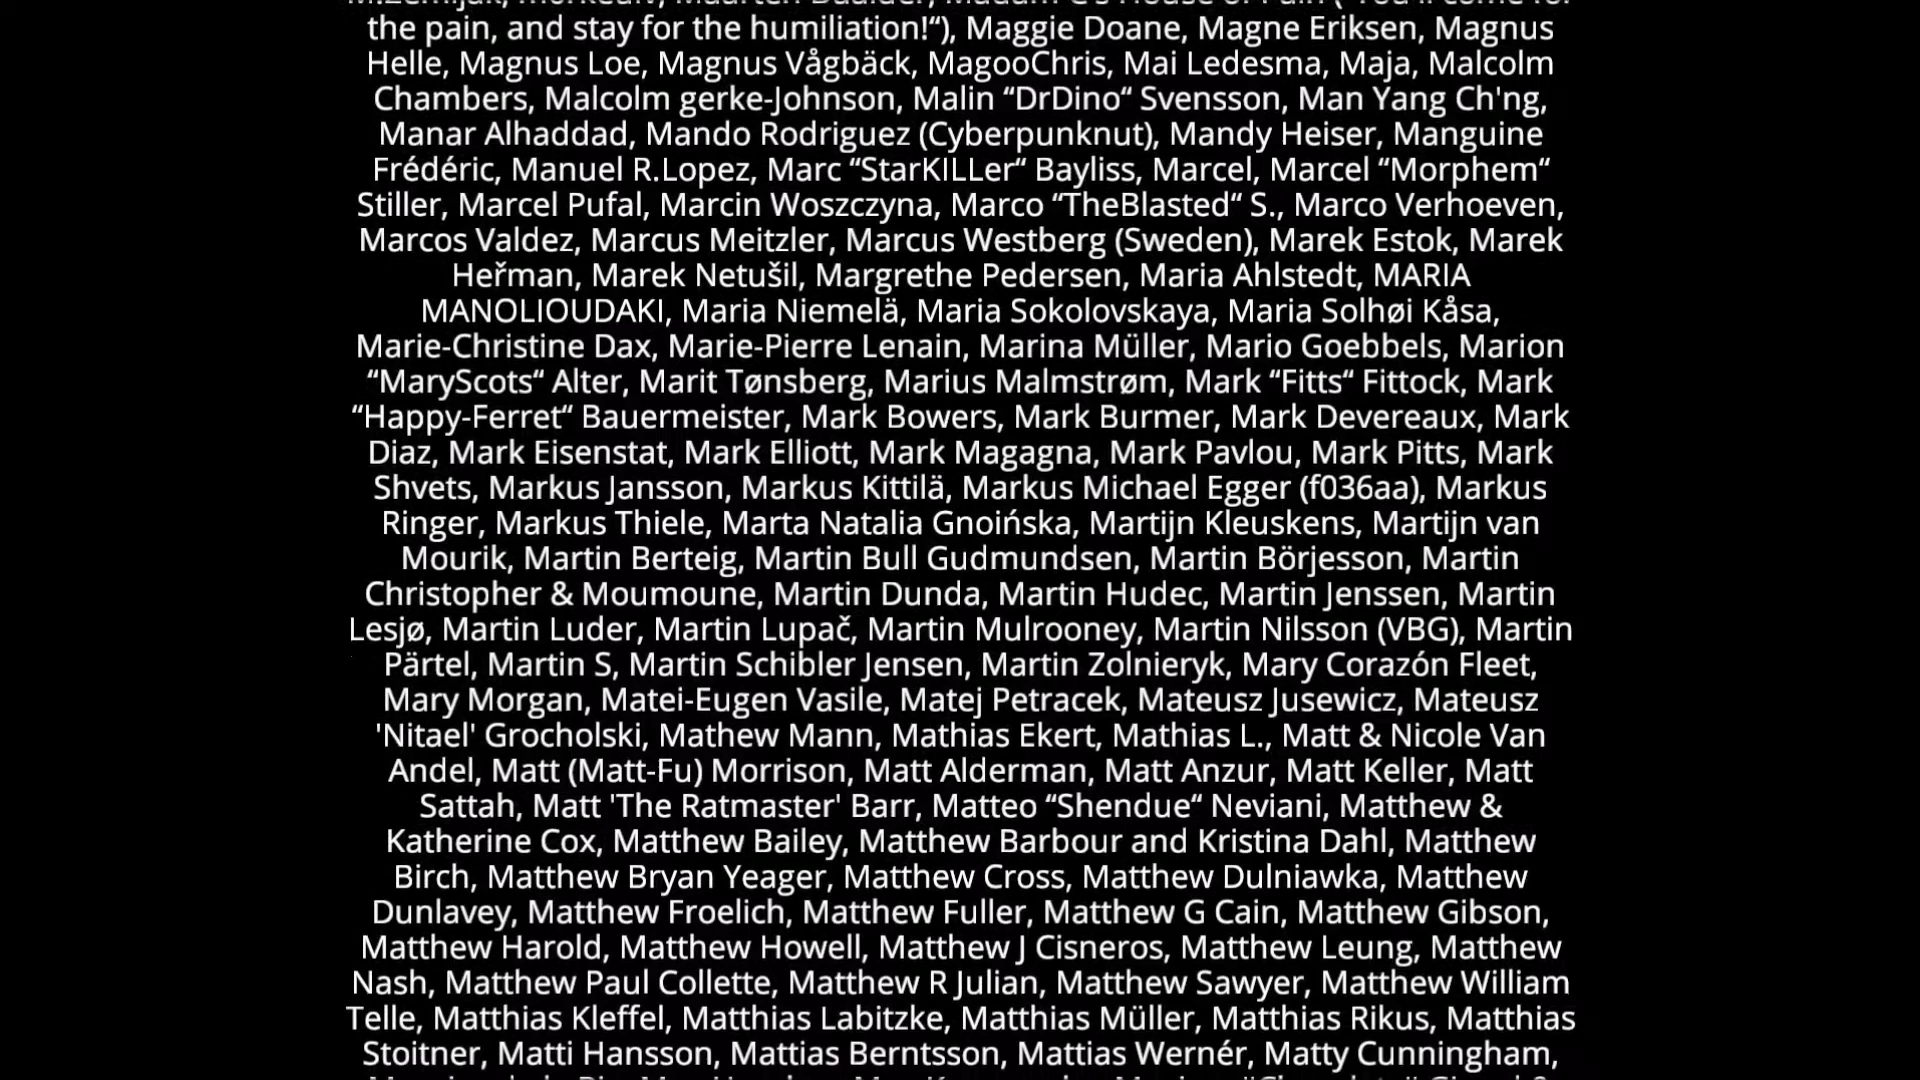 the pain, and stay for the humiliation!“), Maggie Doane, Magne Eriksen, Magnus
Helle, Magnus Loe, Magnus Vågbäck, MagooChris, Mai Ledesma, Maja, Malcolm
Chambers, Malcolm gerke-Johnson, Malin “DrDino“ Svensson, Man Yang Ch'ng,
Manar Alhaddad, Mando Rodriguez (Cyberpunknut), Mandy Heiser, Manguine
Frédéric, Manuel R.Lopez, Marc “StarKILLer“ Bayliss, Marcel, Marcel “Morphem“
Stiller, Marcel Pufal, Marcin Woszczyna, Marco “TheBlasted“ S., Marco Verhoeven,
Marcos Valdez, Marcus Meitzler, Marcus Westberg (Sweden), Marek Estok, Marek
Heřman, Marek Netušil, Margrethe Pedersen, Maria Ahlstedt, MARIA
MANOLIOUDAKI, Maria Niemelä, Maria Sokolovskaya, Maria Solhøi Kåsa,
Marie-Christine Dax, Marie-Pierre Lenain, Marina Müller, Mario Goebbels, Marion
“MaryScots“ Alter, Marit Tønsberg, Marius Malmstrøm, Mark “Fitts“ Fittock, Mark
“Happy-Ferret“ Bauermeister, Mark Bowers, Mark Burmer, Mark Devereaux, Mark
Diaz, Mark Eisenstat, Mark Elliott, Mark Magagna, Mark Pavlou, Mark Pitts, Mark
Shvets, Markus Jansson, Markus Kittilä, Markus Michael Egger (f036aa), Markus
Ringer, Markus Thiele, Marta Natalia Gnoińska, Martijn Kleuskens, Martijn van
Mourik, Martin Berteig, Martin Bull Gudmundsen, Martin Börjesson, Martin
Christopher & Moumoune, Martin Dunda, Martin Hudec, Martin Jenssen, Martin
Lesjø, Martin Luder, Martin Lupač, Martin Mulrooney, Martin Nilsson (VBG), Martin
Pärtel, Martin S, Martin Schibler Jensen, Martin Zolnieryk, Mary Corazón Fleet,
Mary Morgan, Matei-Eugen Vasile, Matej Petracek, Mateusz Jusewicz, Mateusz
'Nitael' Grocholski, Mathew Mann, Mathias Ekert, Mathias L., Matt & Nicole Van
Andel, Matt (Matt-Fu) Morrison, Matt Alderman, Matt Anzur, Matt Keller, Matt
Sattah, Matt 'The Ratmaster' Barr, Matteo “Shendue“ Neviani, Matthew &
Katherine Cox, Matthew Bailey, Matthew Barbour and Kristina Dahl, Matthew
Birch, Matthew Bryan Yeager, Matthew Cross, Matthew Dulniawka, Matthew
Dunlavey, Matthew Froelich, Matthew Fuller, Matthew G Cain, Matthew Gibson,
Matthew Harold, Matthew Howell, Matthew J Cisneros, Matthew Leung, Matthew
Nash, Matthew Paul Collette, Matthew R Julian, Matthew Sawyer, Matthew William
Telle, Matthias Kleffel, Matthias Labitzke, Matthias Müller, Matthias Rikus, Matthias
Stoitner, Matti Hansson, Mattias Berntsson, Mattias Wernér, Matty Cunningham,